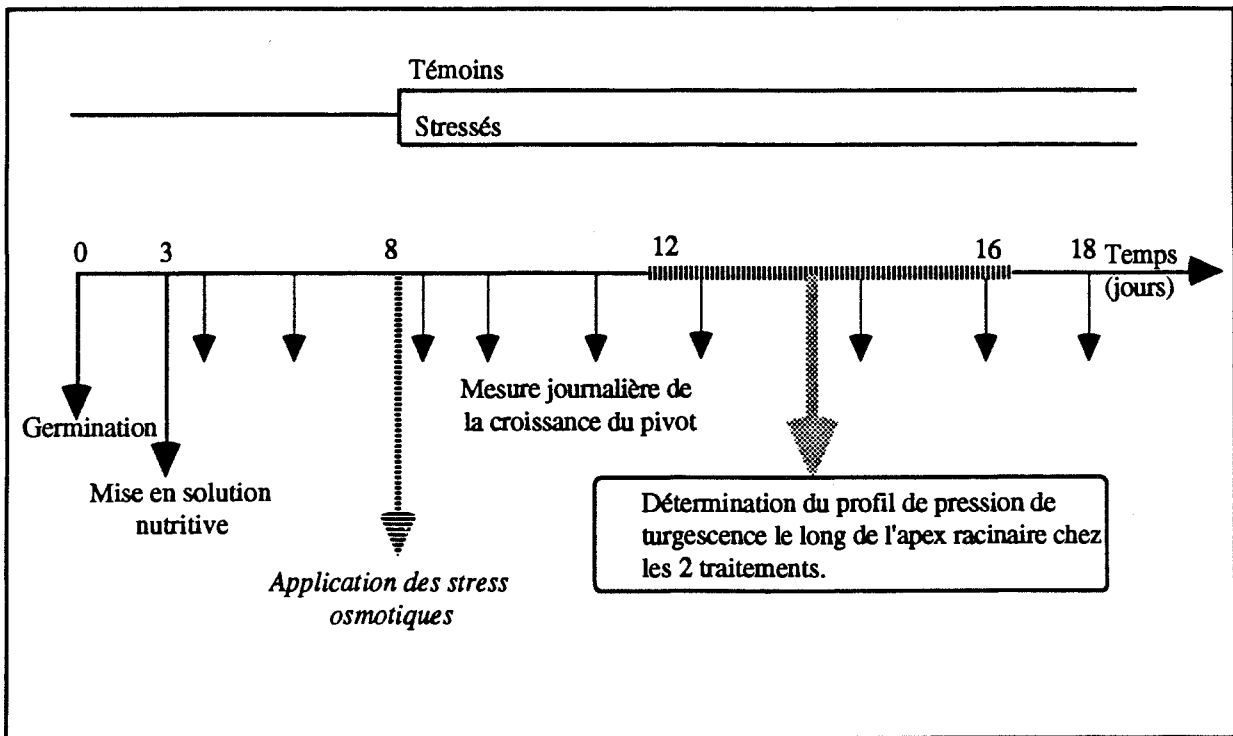 Témoins
Stressés
0
3
8
12
16
18
Temps
(jours)
Germination
Mise en solution
nutritive
Application des stress
osmotiques
Mesure journalière de
la croissance du pivot
Détermination du profil de pression de
turgescence le long de l'apex racinaire chez
les 2 traitements.